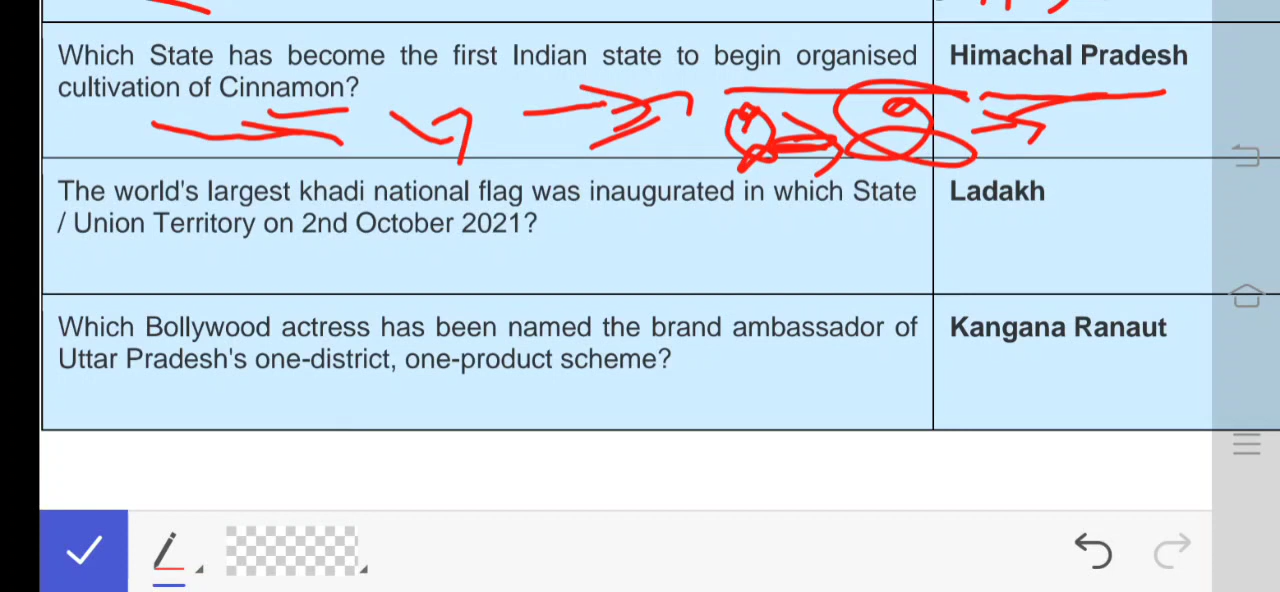 Which State has become the first Indian state to begin organised
cultivation of Cinnamon?
Himachal Pradesh
The world's largest khadi national flag was inaugurated in which State
/ Union Territory on 2nd October 2021?
Ladakh
Which Bollywood actress has been named the brand ambassador of
Uttar Pradesh's one-district, one-product scheme?
Kangana Ranaut